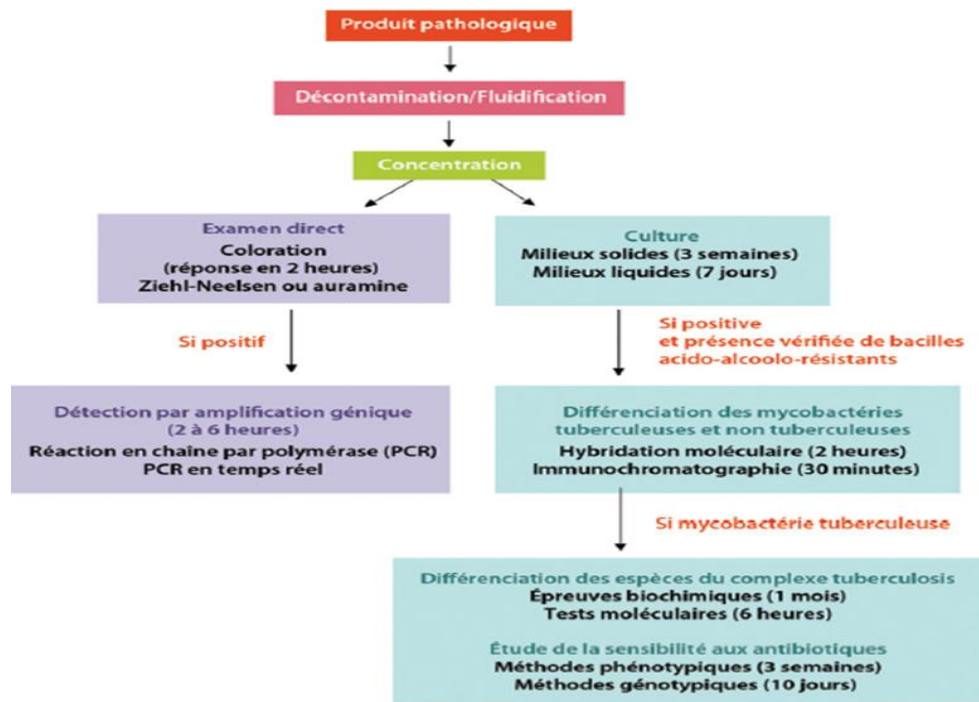 Produit pathologique
Décontamination/Fluidification
Concentration
Examen direct
Coloration
(réponse en 2 heures)
Ziehl-Neelsen ou auramine
Culture
Milieux solides (3 semaines)
Milieux liquides (7 jours)
Si positif
Si positive
et présence vérifiée de bacilles
acido-alcoolo-résistants
Détection par amplification génique
(2 à 6 heures)
Réaction en chaîne par polymérase (PCR)
PCR en temps réel
Différenciation des mycobactéries
tuberculeuses et non tuberculeuses
Hybridation moléculaire (2 heures)
Immunochromatographie (30 minutes)
Si mycobactérie tuberculeuse
Différenciation des espèces du complexe tuberculosis
Épreuves biochimiques (1 mois)
Tests moléculaires (6 heures)
Étude de la sensibilité aux antibiotiques
Méthodes phénotypiques (3 semaines)
Méthodes génotypiques (10 jours)